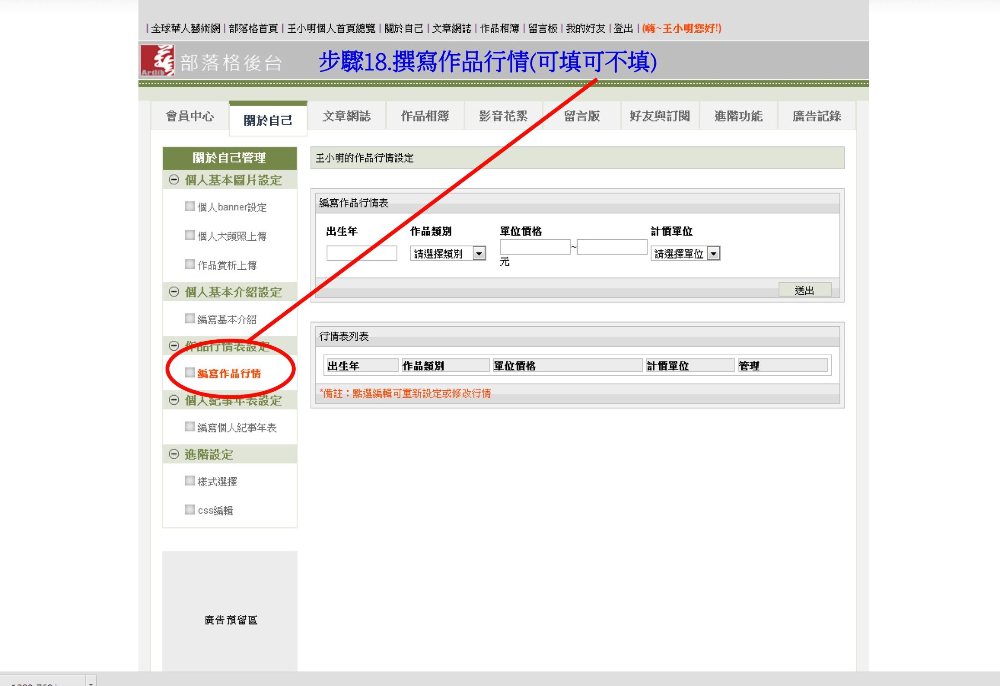 |全球華人藝術網|部落格首頁|王小明個人首頁總覽|關於自己|文章網誌|作品相簿|留言板|我的好友|登出|(嗨~王小明您好!)
Artlib 部落格後台 步驟18.撰寫作品行情(可填可不填)
會員中心 關於自己 文章網誌 作品相簿 影音花絮 留言版 好友與訂閱 進階功能 廣告記錄
關於自己管理
個人基本圖片設定
個人banner設定
個人大頭照上傳
作品賞析上傳
個人基本介紹設定
編寫基本介紹
作品行情表設定
編寫作品行情
個人紀事年表設定
編寫個人紀事年表
進階設定
樣式選擇
css編輯
廣告預留區
王小明的作品行情設定
編寫作品行情表
出生年 作品類別 單位價格 計價單位
請選擇類別 ~ 請選擇單位
元
送出
行情表列表
出生年 作品類別 單位價格 計價單位 管理
*備註：點選編輯可重新設定或修改行情